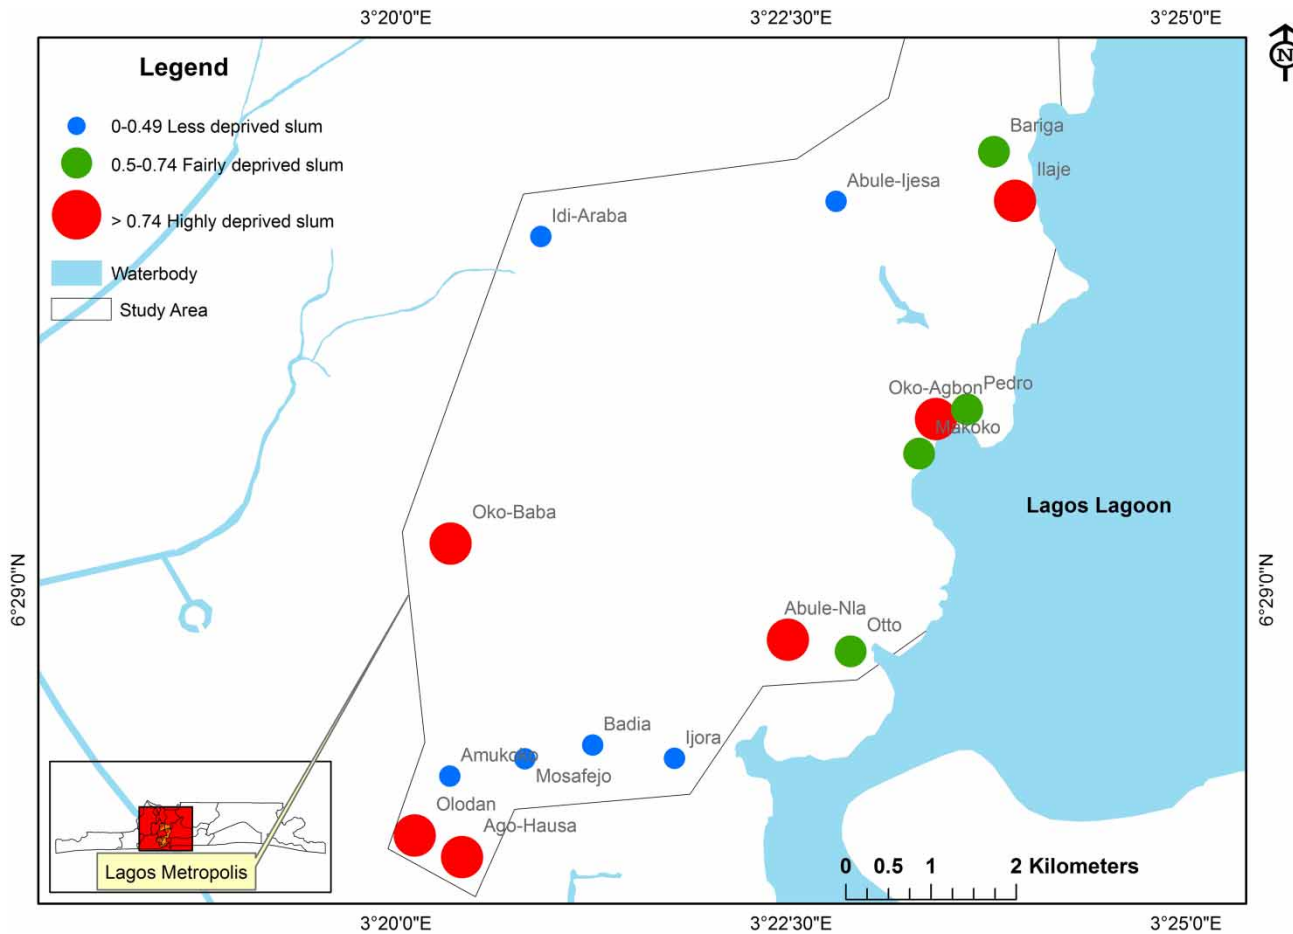 3°20'0"E
3°22'30"E
3°25'0"E
N
Legend
0-0.49 Less deprived slum
0.5-0.74 Fairly deprived slum
> 0.74 Highly deprived slum
Waterbody
Study Area
Bariga
Ilaje
Abule-Ijesa
Idi-Araba
Oko-Agbon
Pedro
Makoko
Lagos Lagoon
Oko-Baba
6°29'0"N
6°29'0"N
Abule-Nla
Otto
Badia
Ijora
Amukoko
Mosafejo
Olodan
Ago-Hausa
Lagos Metropolis
0 0.5 1 2 Kilometers
3°20'0"E
3°22'30"E
3°25'0"E